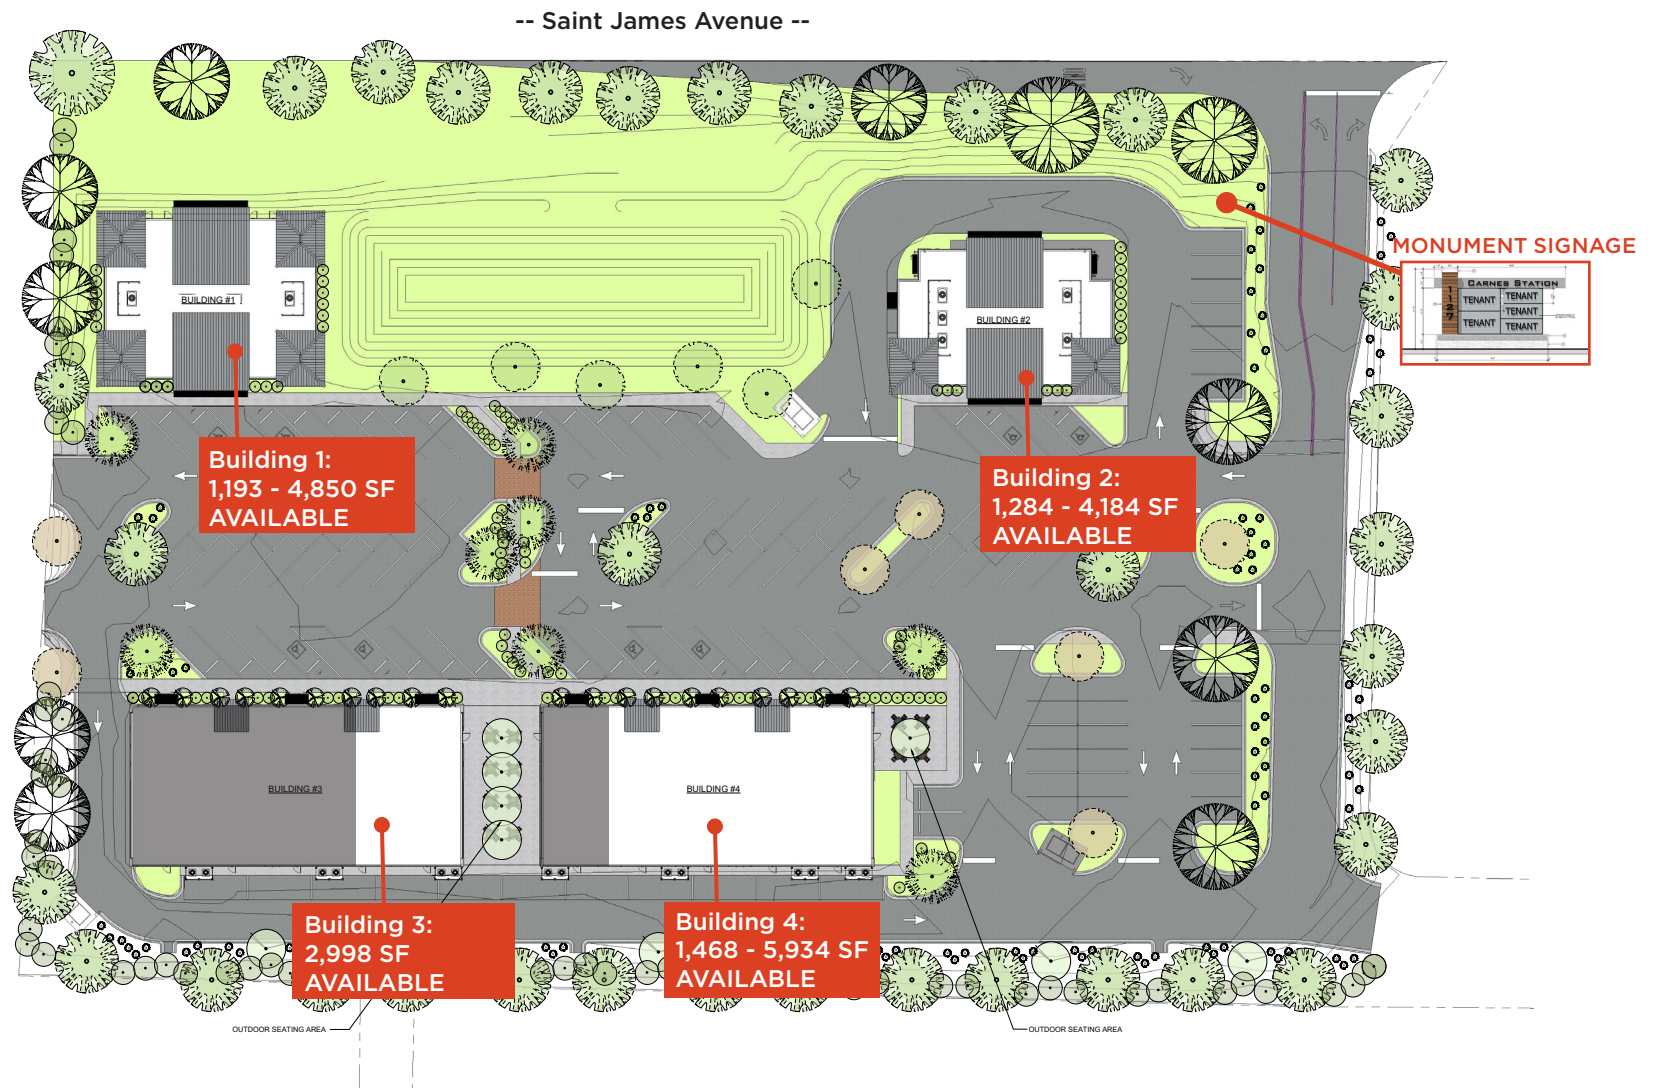 -- Saint James Avenue --
MONUMENT SIGNAGE
CARNES STATION
1127
TENANT
TENANT
TENANT
TENANT
TENANT
BUILDING #1
BUILDING #2
Building 1:
1,193 - 4,850 SF
AVAILABLE
Building 2:
1,284 - 4,184 SF
AVAILABLE
BUILDING #3
BUILDING #4
Building 3:
2,998 SF
AVAILABLE
Building 4:
1,468 - 5,934 SF
AVAILABLE
OUTDOOR SEATING AREA
OUTDOOR SEATING AREA